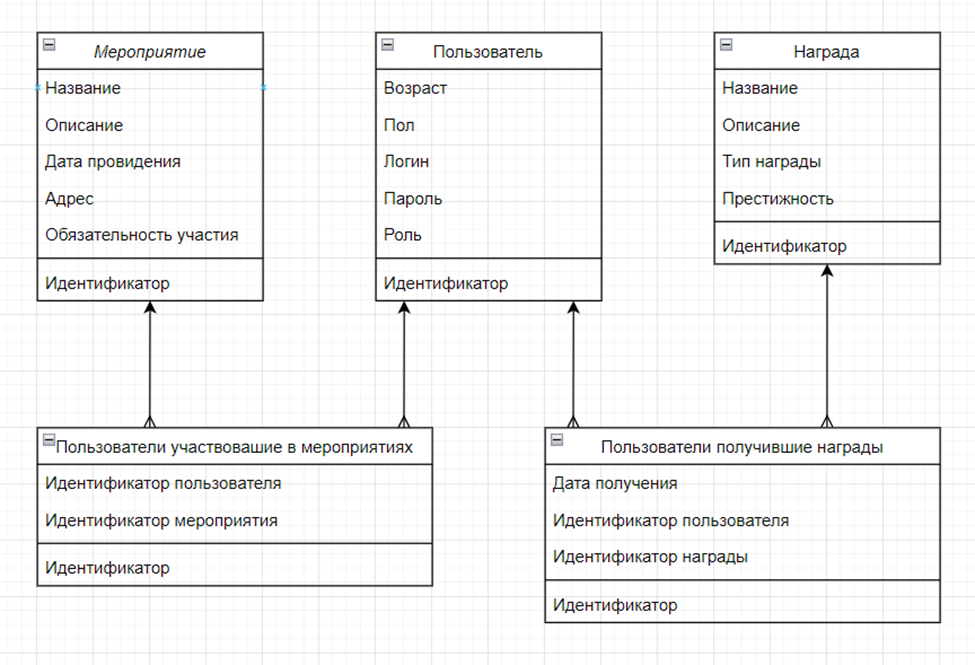 Мероприятие
Название
Описание
Дата провидения
Адрес
Обязательность участия
Идентификатор
Пользователь
Возраст
Пол
Логин
Пароль
Роль
Идентификатор
Награда
Название
Описание
Тип награды
Престижность
Идентификатор
Пользователи участвовашие в мероприятиях
Идентификатор пользователя
Идентификатор мероприятия
Идентификатор
Пользователи получившие награды
Дата получения
Идентификатор пользователя
Идентификатор награды
Идентификатор